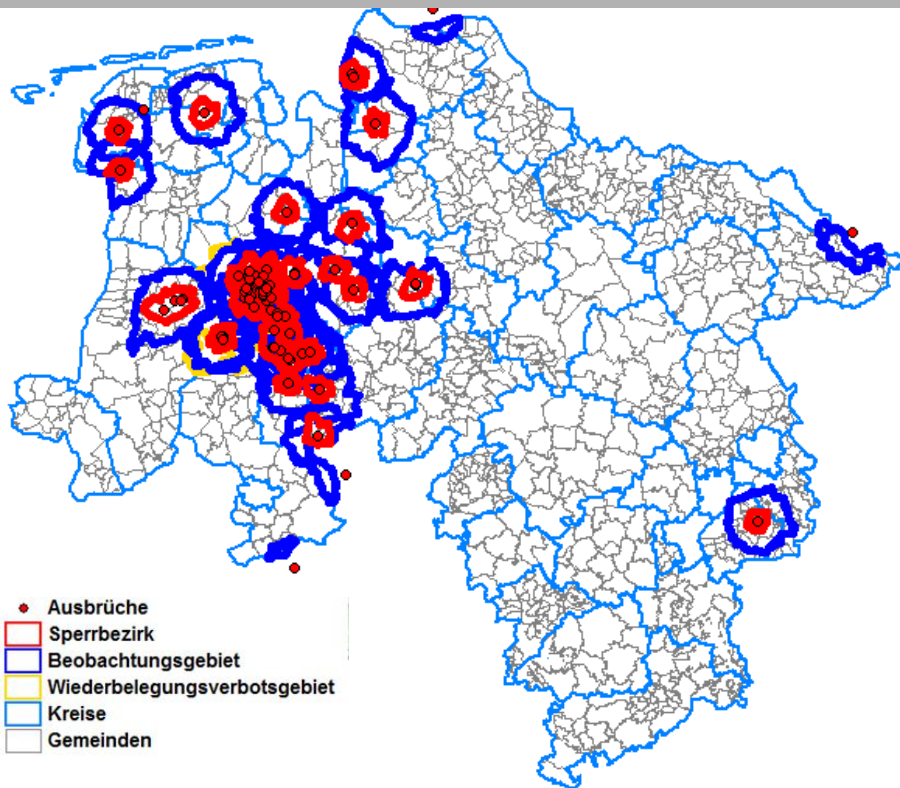 Ausbrüche
Sperrbezirk
Beobachtungsgebiet
Wiederbelegungsverbotsgebiet
Kreise
Gemeinden